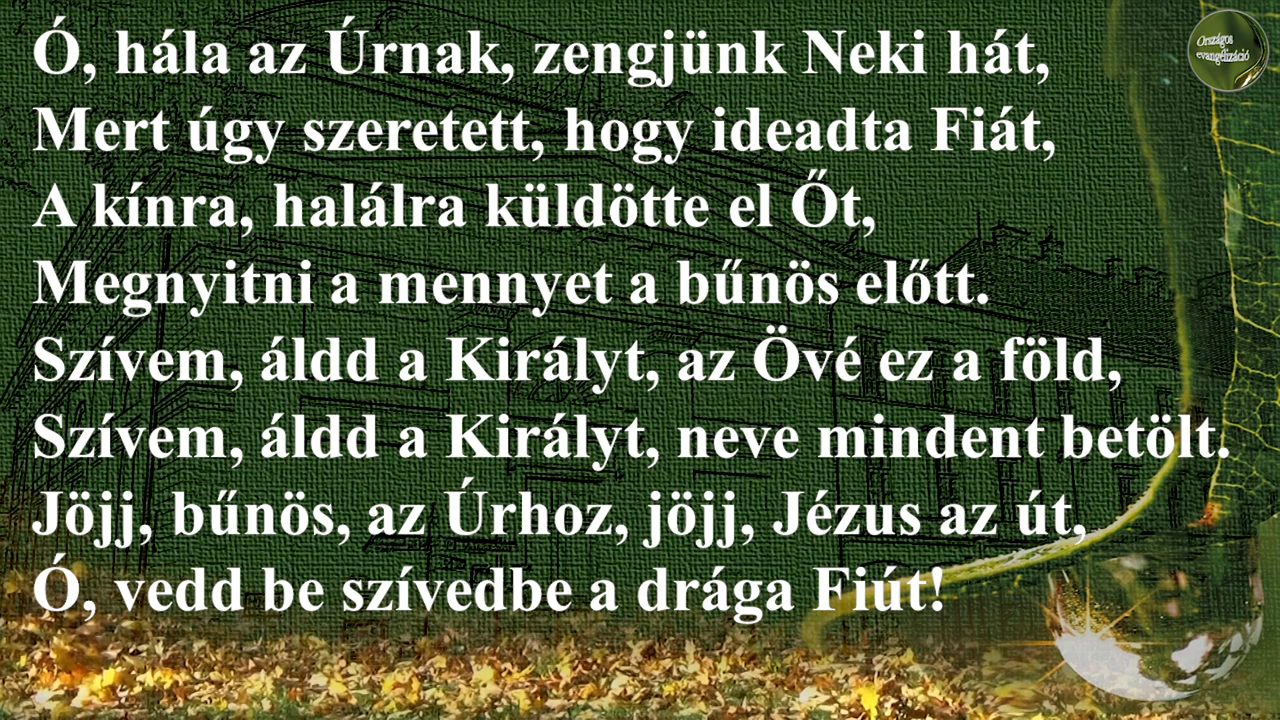 Ó, hála az Úrnak, zengjünk Neki hát,
Mert úgy szeretett, hogy ideadta Fiát,
A kínra, halálra küldötte el Őt,
Megnyitni a mennyet a bűnös előtt.
Szívem, áldd a Királyt, az Övé ez a föld,
Szívem, áldd a Királyt, neve mindent betölt.
Jöjj, bűnös, az Úrhoz, jöjj, Jézus az út,
Ó, vedd be szívedbe a drága Fiút!
Országos
evangélizáció